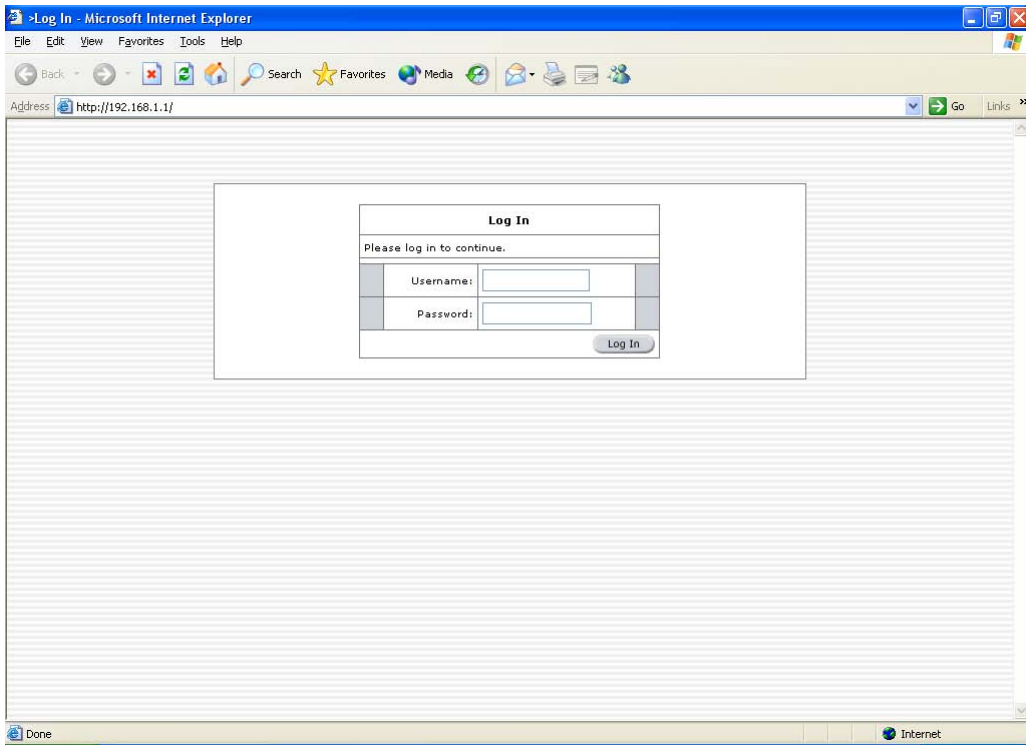 >Log In - Microsoft Internet Explorer
File Edit View Favorites Tools Help
Back Search Favorites Media
Address http://192.168.1.1/ Go Links »
Log In
Please log in to continue.
Username:
Password:
Log In
Done Internet